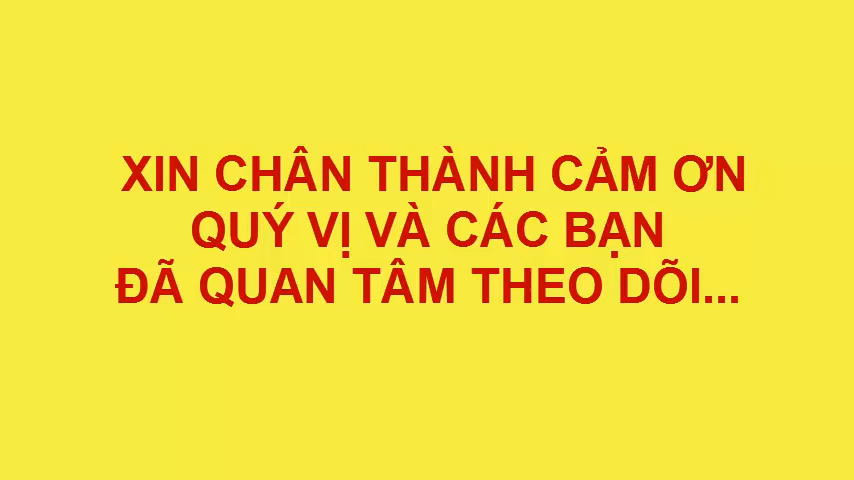 XIN CHÂN THÀNH CẢM ƠN
QUÝ VỊ VÀ CÁC BẠN
ĐÃ QUAN TÂM THEO DÕI...